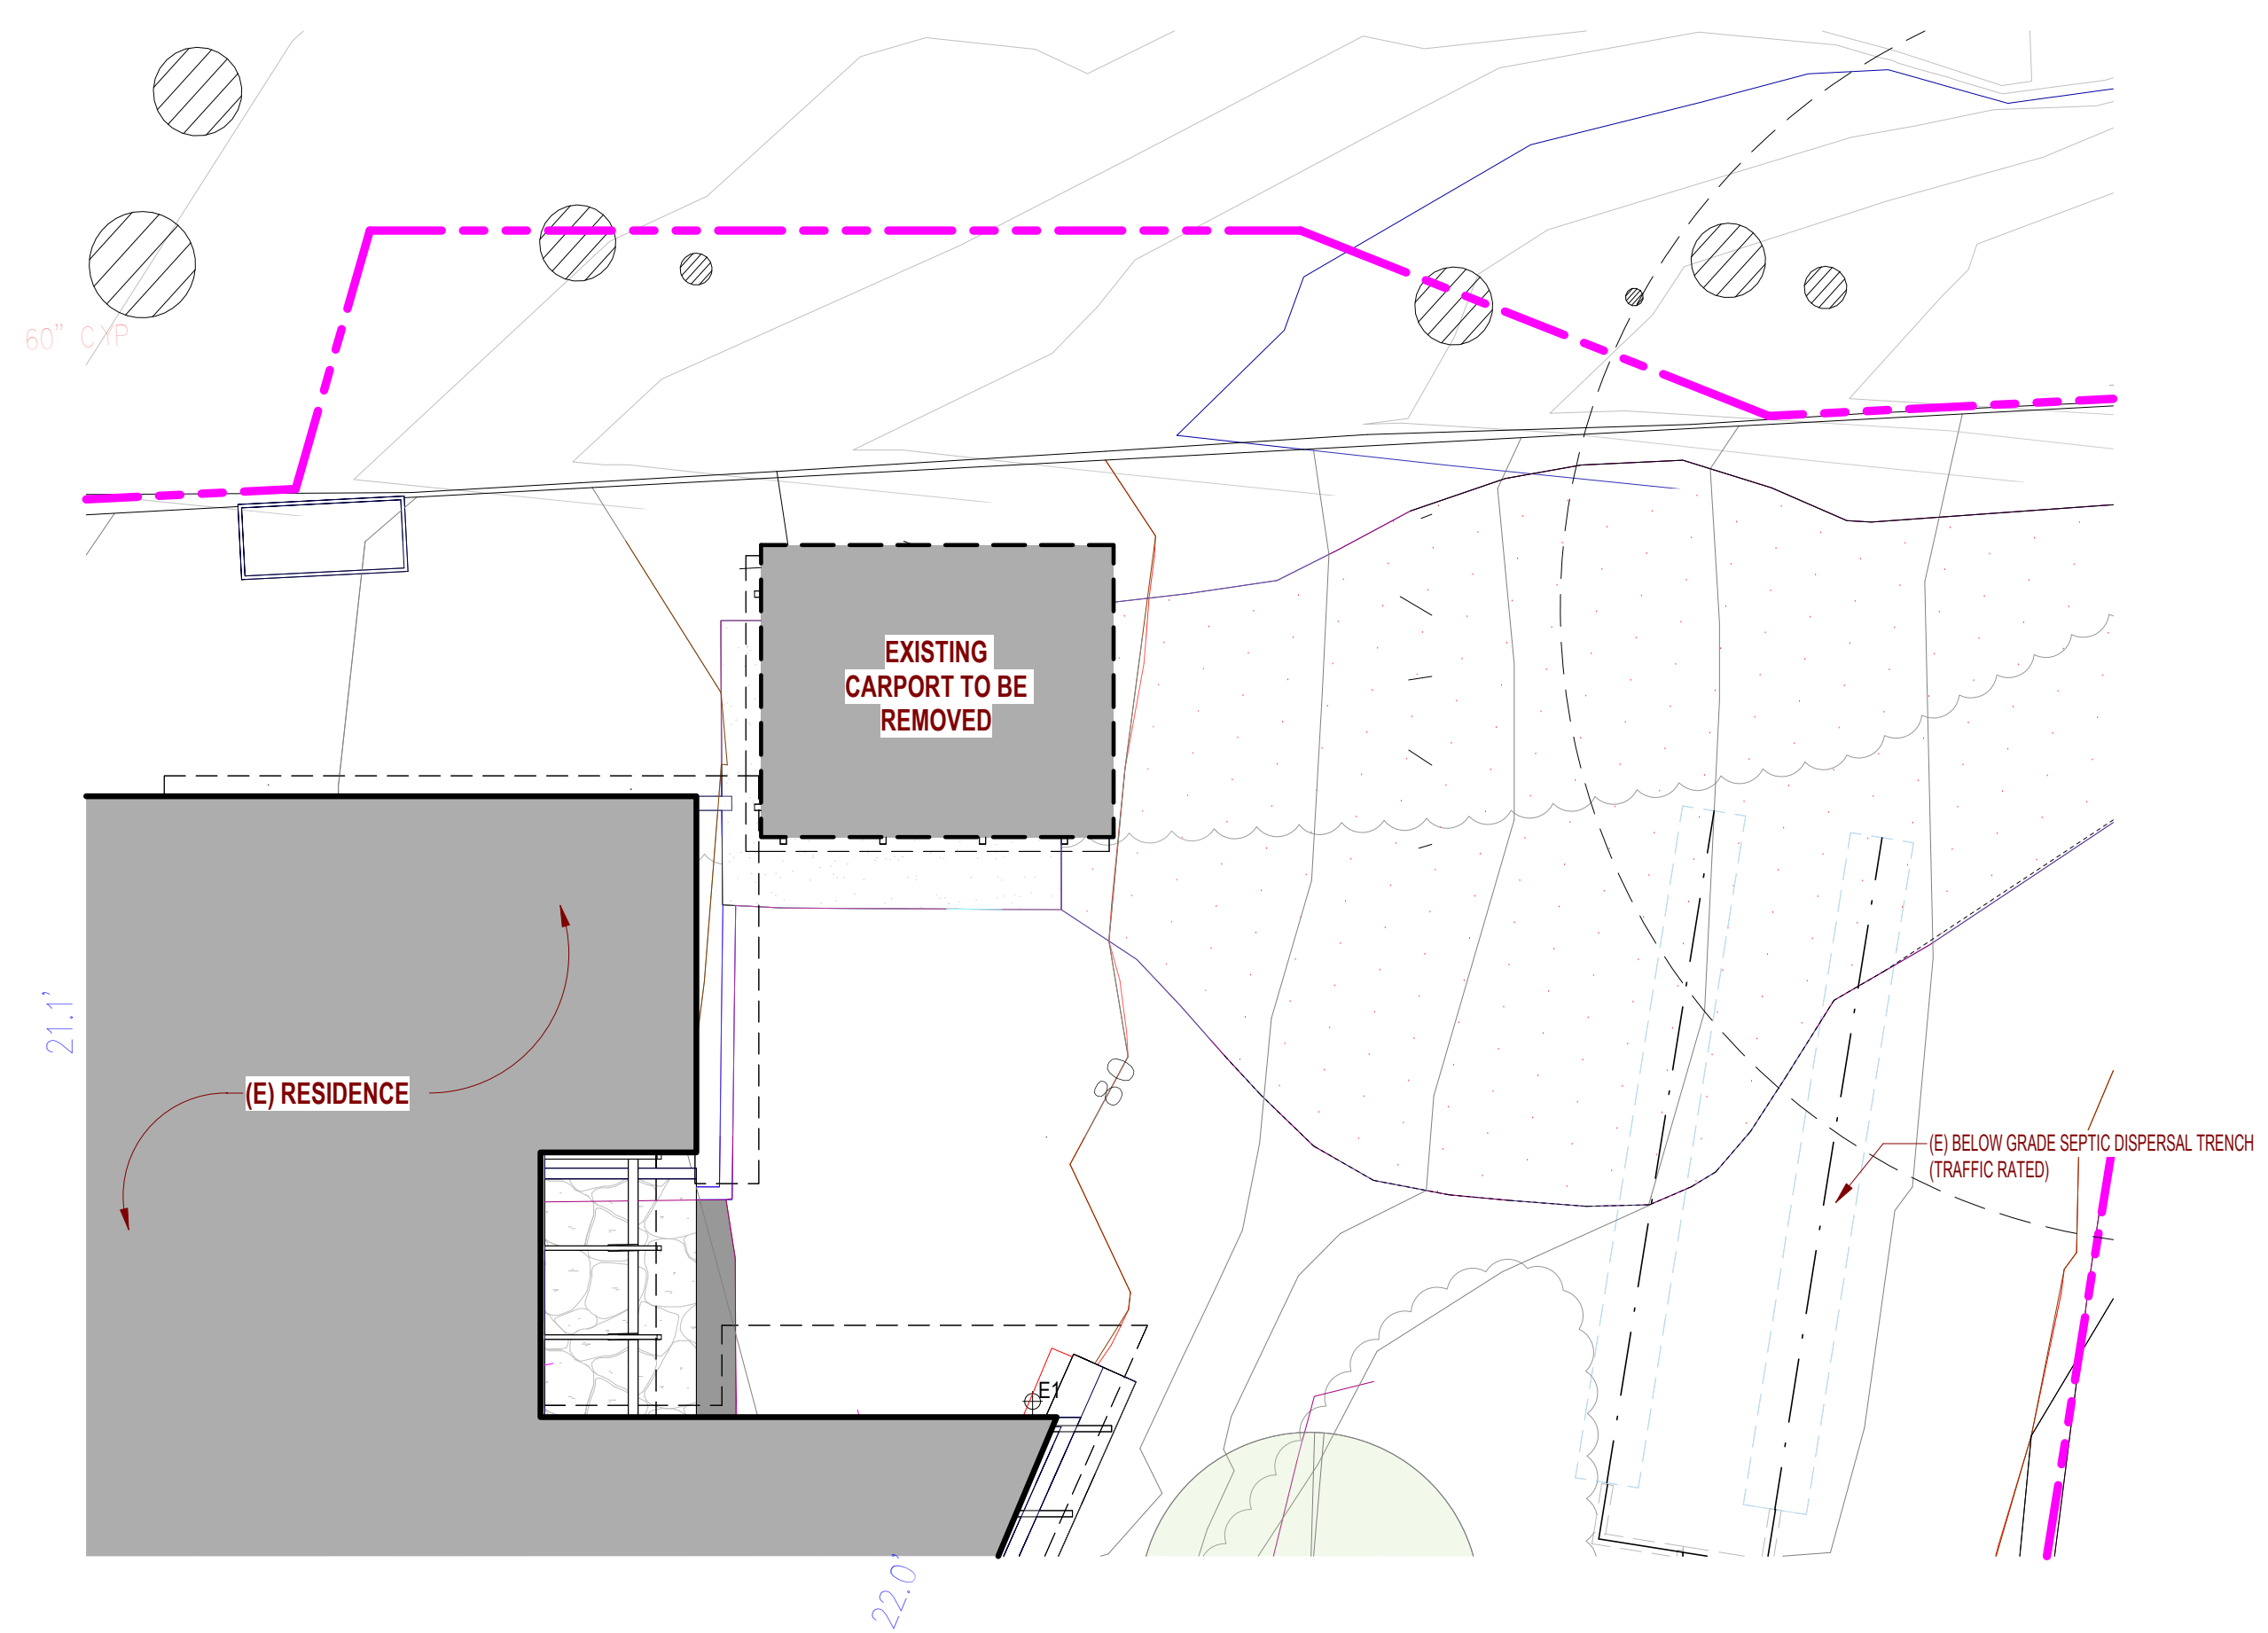 60" CYP
EXISTING
CARPORT TO BE
REMOVED
21.1'
(E) RESIDENCE
80
(E) BELOW GRADE SEPTIC DISPERSAL TRENCH
(TRAFFIC RATED)
E1
22.0'